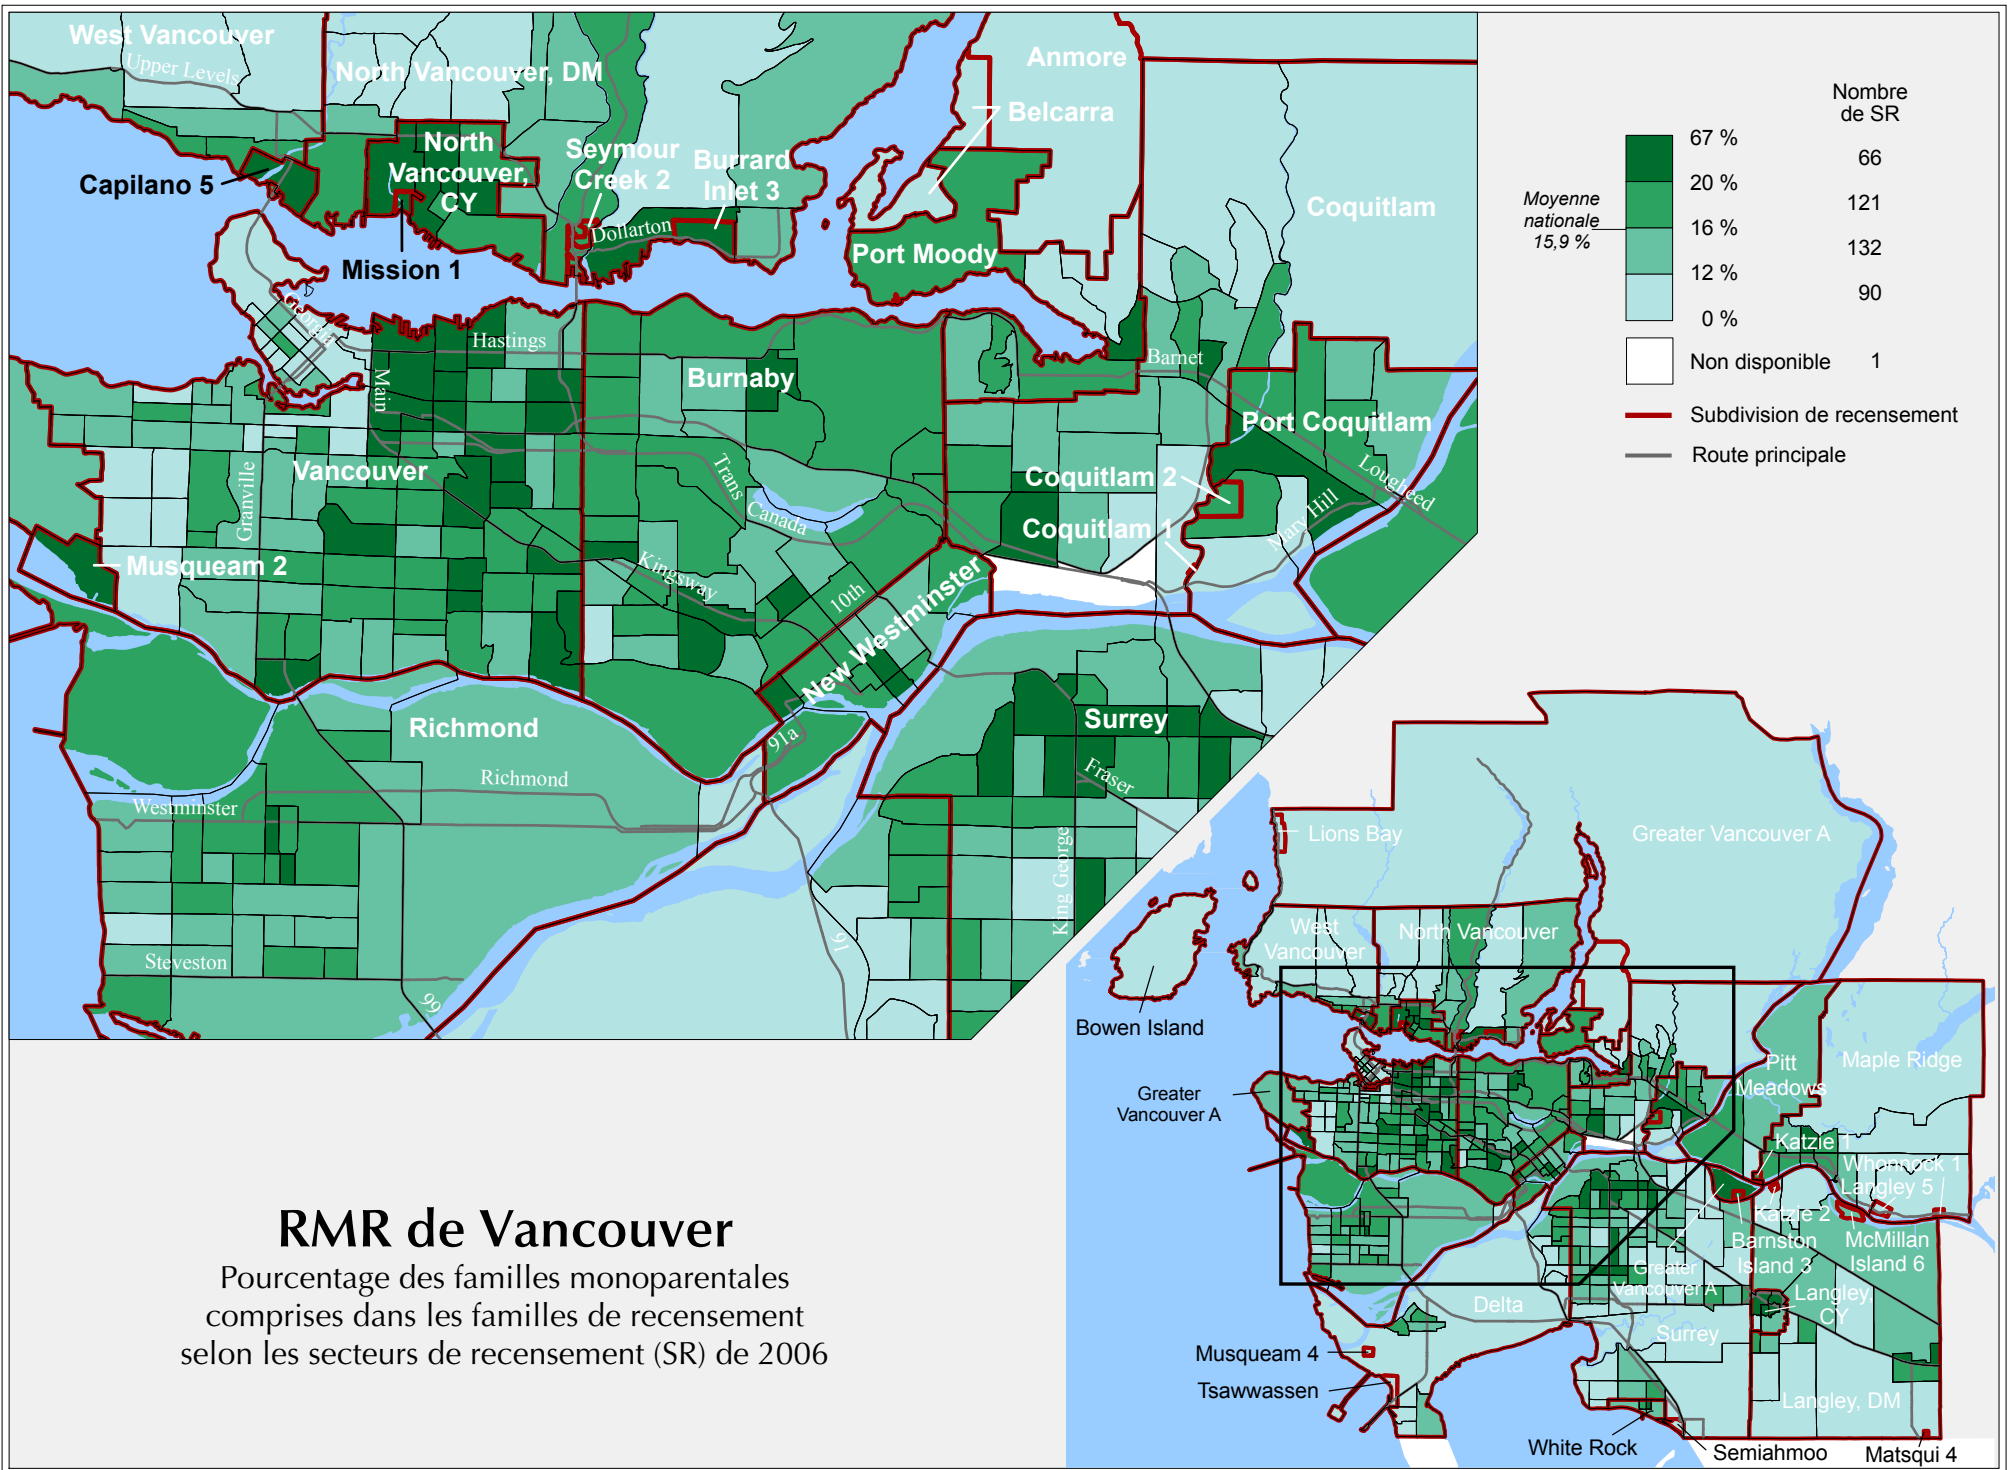 West Vancouver
Upper Levels
North Vancouver, DM
Anmore
Belcarra
North
Vancouver,
CY
Seymour
Creek 2
Burrard
Inlet 3
Capilano 5
Mission 1
Dollarton
Port Moody
Coquitlam
Georgia
Hastings
Main
Burnaby
Barnet
Port Coquitlam
Vancouver
Granville
Trans
Canada
Coquitlam 2
Coquitlam 1
Lougheed
Mary Hill
Musqueam 2
Kingsway
10th
New Westminster
Richmond
Surrey
91a
Fraser
Richmond
Westminster
King George
91
Steveston
99
Nombre
de SR
67 %
66
20 %
121
Moyenne
nationale
15,9 %
16 %
132
12 %
90
0 %
Non disponible 1
Subdivision de recensement
Route principale
Lions Bay
Greater Vancouver A
West
Vancouver
North Vancouver
Bowen Island
Greater
Vancouver A
Pitt
Meadows
Maple Ridge
Katzie 1
Whonnock 1
Langley 5
Katzie 2
Barnston
Island 3
McMillan
Island 6
Greater
Vancouver A
Langley,
CY
Delta
Surrey
Musqueam 4
Tsawwassen
Langley, DM
White Rock
Semiahmoo
Matsqui 4
RMR de Vancouver
Pourcentage des familles monoparentales
comprises dans les familles de recensement
selon les secteurs de recensement (SR) de 2006